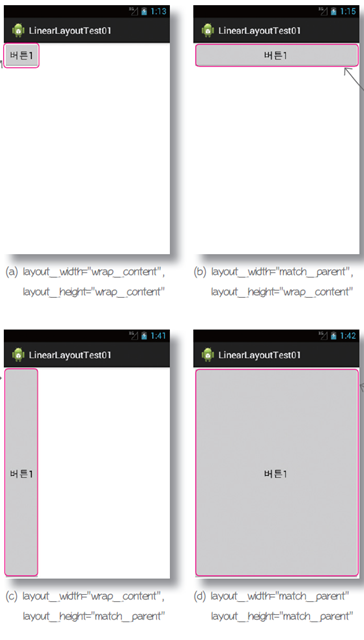 1:13
LinearLayoutTest01
버튼1
(a) layout_width="wrap_content",
layout_height="wrap_content"
1:15
LinearLayoutTest01
버튼1
(b) layout_width="match_parent",
layout_height="wrap_content"
1:41
LinearLayoutTest01
버튼1
(c) layout_width="wrap_content",
layout_height="match_parent"
1:42
LinearLayoutTest01
버튼1
(d) layout_width="match_parent"
layout_height="match_parent"